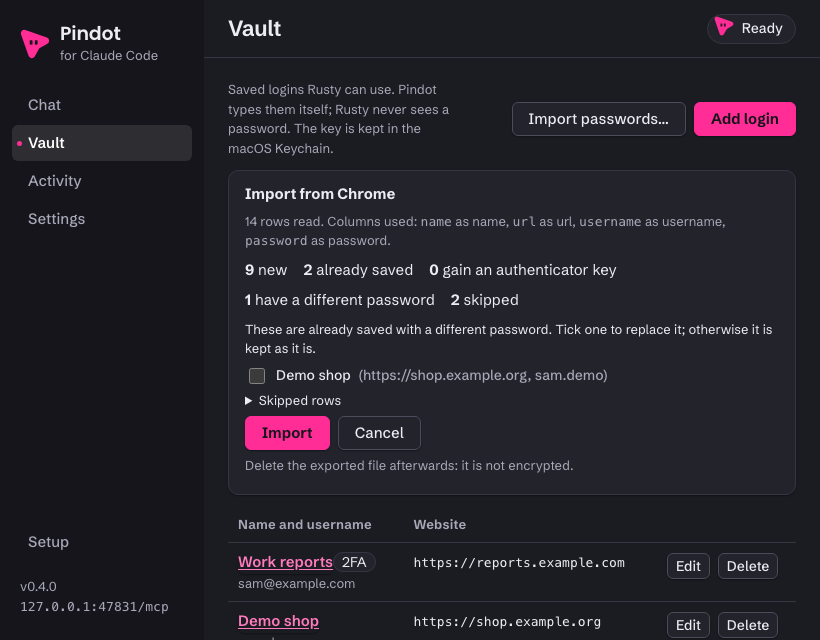 Pindot
for Claude Code
Chat
Vault
Activity
Settings
Setup
v0.4.0
127.0.0.1:47831/mcp
Vault
Ready
Saved logins Rusty can use. Pindot
types them itself; Rusty never sees a
password. The key is kept in the
macOS Keychain.
Import passwords…
Add login
Import from Chrome
14 rows read. Columns used: name as name, url as url, username as username,
password as password.
9 new 2 already saved 0 gain an authenticator key
1 have a different password 2 skipped
These are already saved with a different password. Tick one to replace it; otherwise it is
kept as it is.
Demo shop (https://shop.example.org, sam.demo)
Skipped rows
Import Cancel
Delete the exported file afterwards: it is not encrypted.
Name and username Website
Work reports 2FA https://reports.example.com Edit Delete
sam@example.com
Demo shop https://shop.example.org Edit Delete